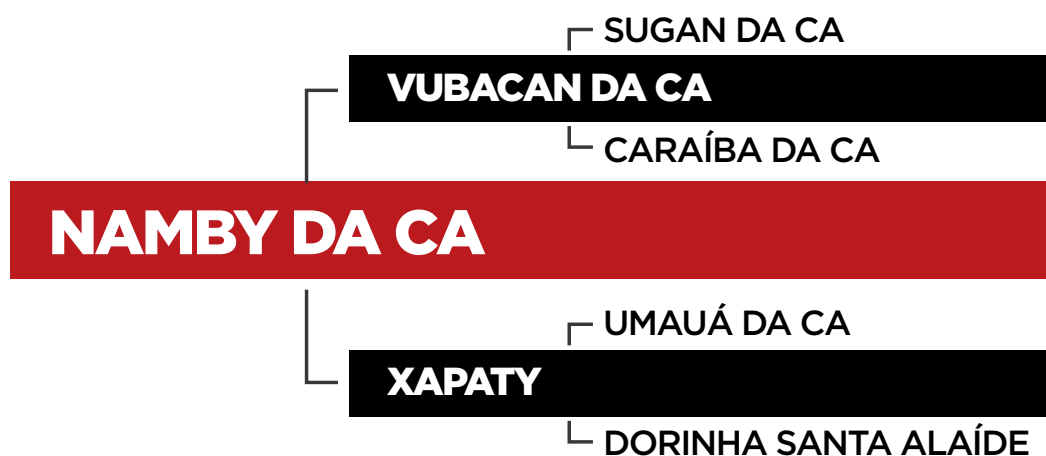 SUGAN DA CA
VUBACAN DA CA
CARAÍBA DA CA
NAMBY DA CA
UMAUÁ DA CA
XAPATY
DORINHA SANTA ALAÍDE